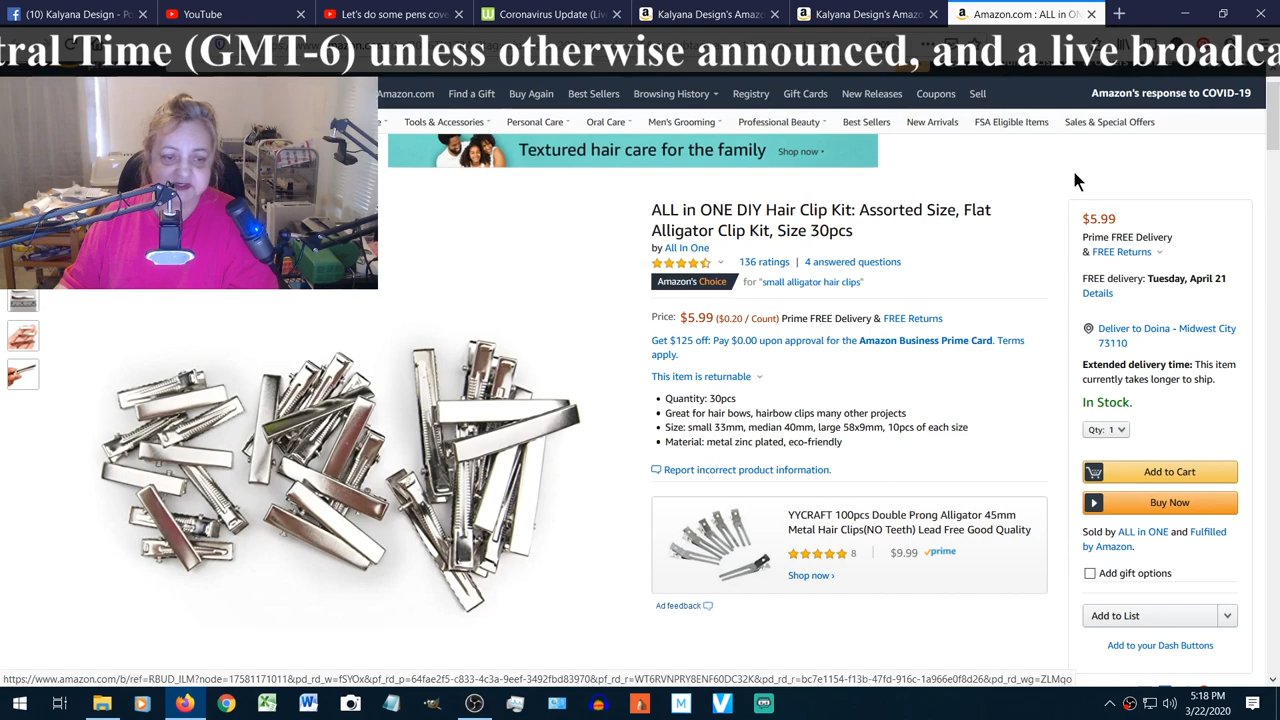 (10) Kalyana Design - Po
YouTube
Let's do some pens cove
Coronavirus Update (Liv
Kalyana Design's Amazo
Kalyana Design's Amazo
Amazon.com : ALL in ON
tral Time (GMT-6) unless otherwise announced, and a live broadca
Amazon.com
Find a Gift
Buy Again
Best Sellers
Browsing History
Registry
Gift Cards
New Releases
Coupons
Sell
Amazon's response to COVID-19
Tools & Accessories
Personal Care
Oral Care
Men's Grooming
Professional Beauty
Best Sellers
New Arrivals
FSA Eligible Items
Sales & Special Offers
Textured hair care for the family
Shop now
ALL in ONE DIY Hair Clip Kit: Assorted Size, Flat
Alligator Clip Kit, Size 30pcs
by All In One
136 ratings | 4 answered questions
Amazon's Choice for "small alligator hair clips"
Price: $5.99 ($0.20 / Count) Prime FREE Delivery & FREE Returns
Get $125 off: Pay $0.00 upon approval for the Amazon Business Prime Card. Terms
apply.
This item is returnable
• Quantity: 30pcs
• Great for hair bows, hairbow clips many other projects
• Size: small 33mm, median 40mm, large 58x9mm, 10pcs of each size
• Material: metal zinc plated, eco-friendly
Report incorrect product information.
YYCRAFT 100pcs Double Prong Alligator 45mm
Metal Hair Clips(NO Teeth) Lead Free Good Quality
8 | $9.99 prime
Shop now ›
Ad feedback
$5.99
Prime FREE Delivery
& FREE Returns
FREE delivery: Tuesday, April 21
Details
Deliver to Doina - Midwest City
73110
Extended delivery time: This item
currently takes longer to ship.
In Stock.
Qty: 1
Add to Cart
Buy Now
Sold by ALL in ONE and Fulfilled
by Amazon.
Add gift options
Add to List
Add to your Dash Buttons
5:18 PM
3/22/2020